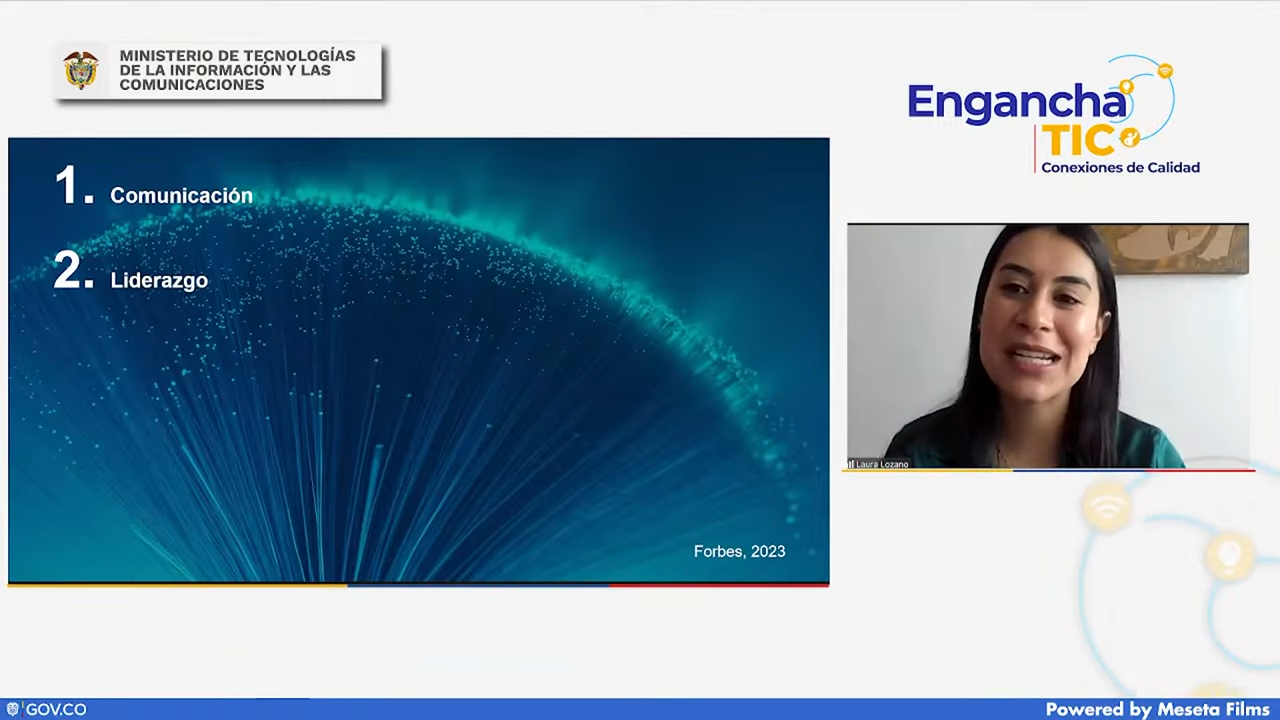 MINISTERIO DE TECNOLOGÍAS
DE LA INFORMACIÓN Y LAS
COMUNICACIONES
Engancha
TIC
Conexiones de Calidad
1. Comunicación
2. Liderazgo
Forbes, 2023
Laura Lozano
GOV.CO
Powered by Meseta Films